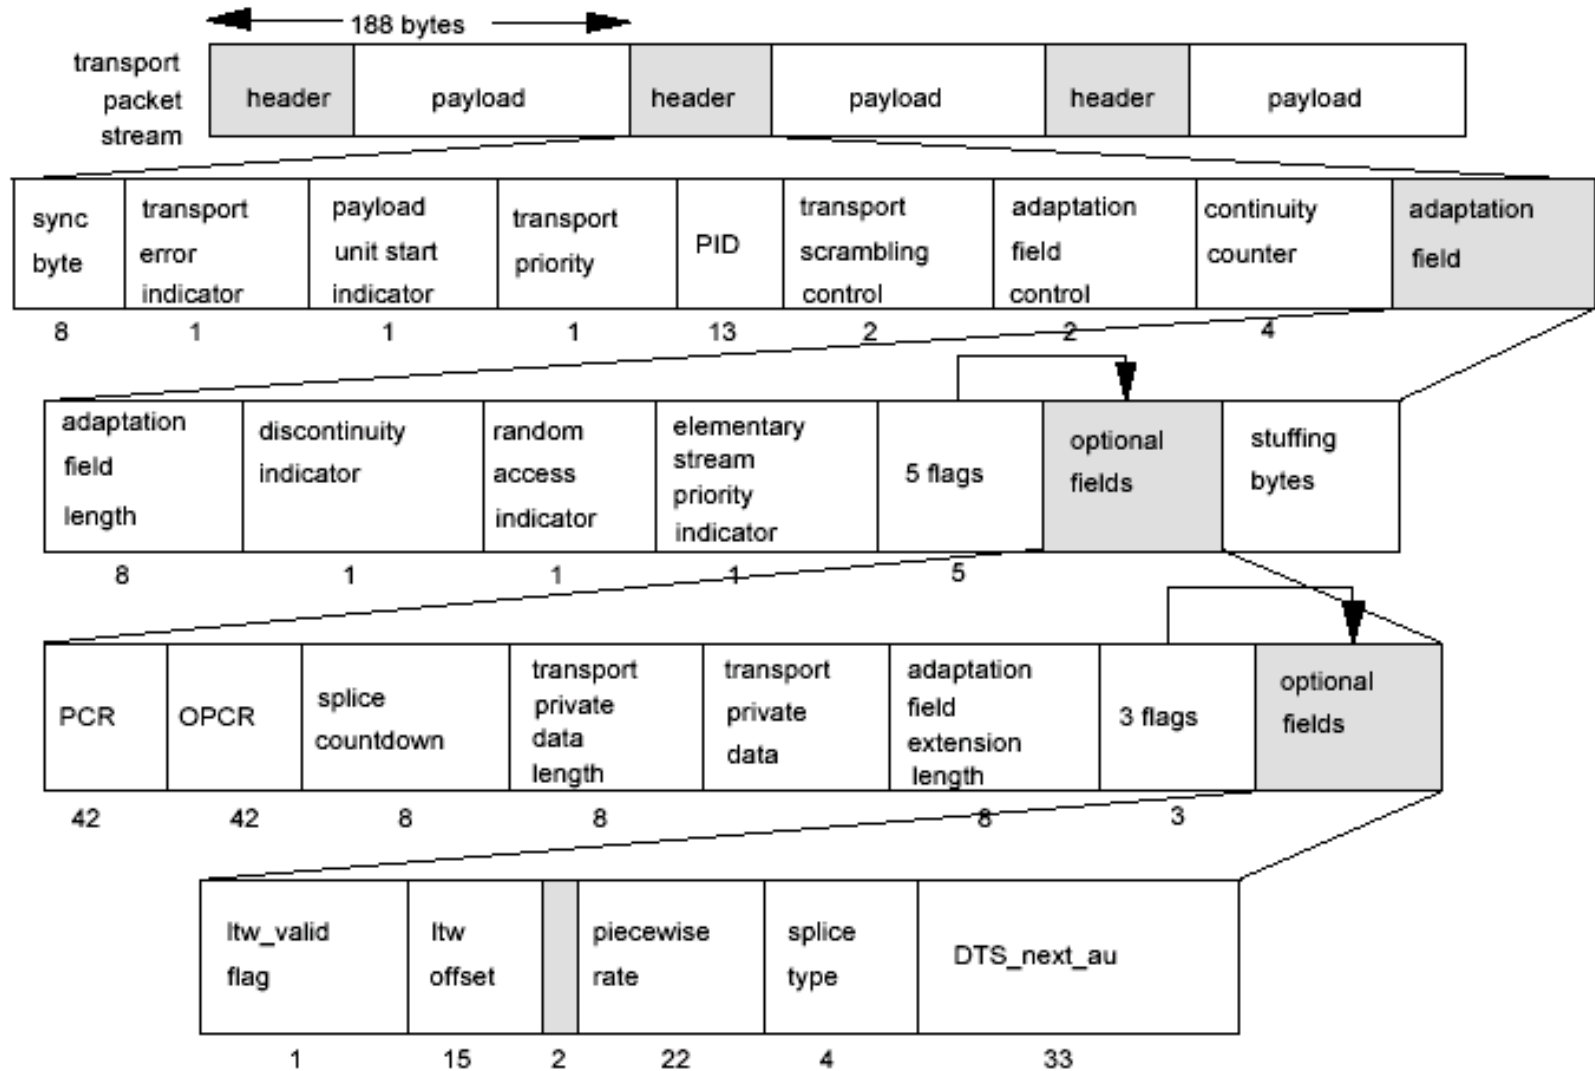 188 bytes
transport
packet
stream
header
payload
header
payload
header
payload
sync
byte
transport
error
indicator
payload
unit start
indicator
transport
priority
PID
transport
scrambling
control
adaptation
field
control
continuity
counter
adaptation
field
8
1
1
1
13
2
2
4
adaptation
field
length
discontinuity
indicator
random
access
indicator
elementary
stream
priority
indicator
5 flags
optional
fields
stuffing
bytes
8
1
1
1
5
PCR
OPCR
splice
countdown
transport
private
data
length
transport
private
data
adaptation
field
extension
length
3 flags
optional
fields
42
42
8
8
8
3
ltw_valid
flag
ltw
offset
piecewise
rate
splice
type
DTS_next_au
1
15
2
22
4
33